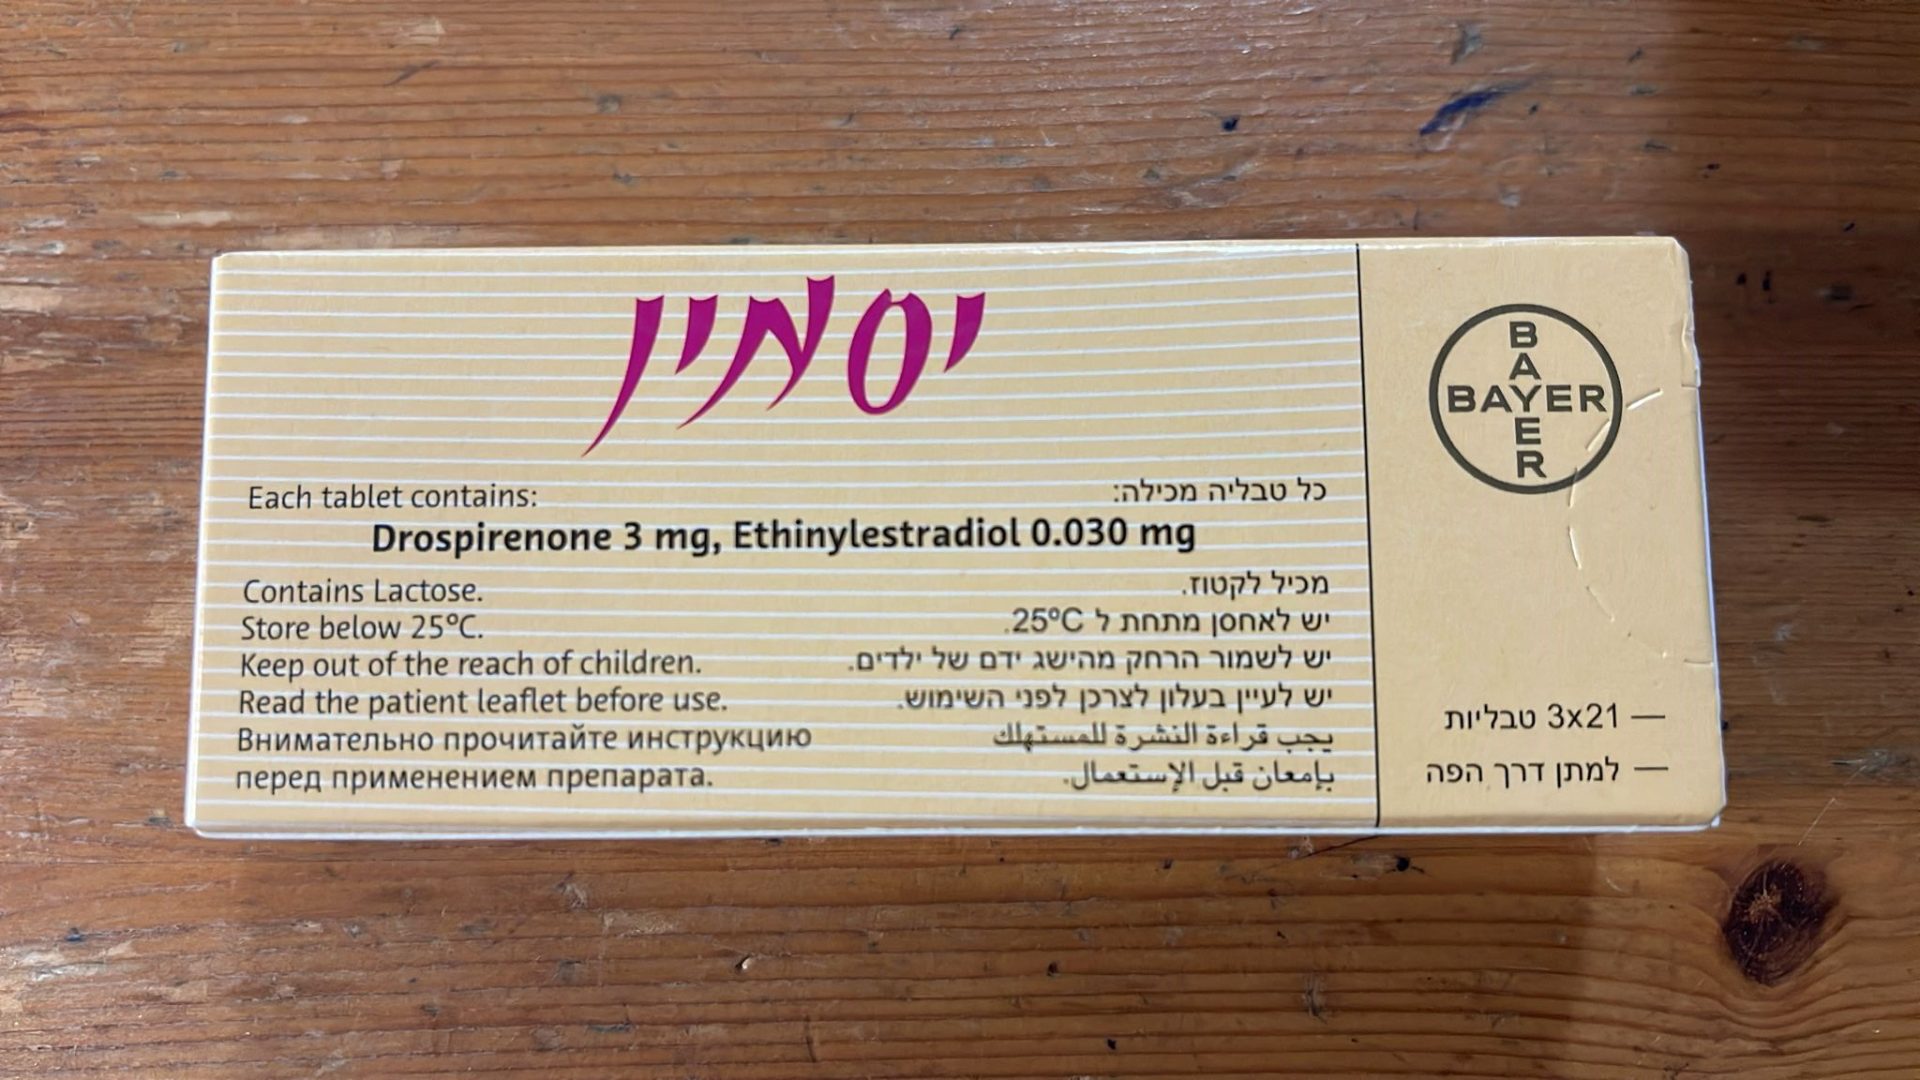 יסמין
Each tablet contains:
כל טבליה מכילה:
Drospirenone 3 mg, Ethinylestradiol 0.030 mg
Contains Lactose.
Store below 25°C.
Keep out of the reach of children.
Read the patient leaflet before use.
Внимательно прочитайте инструкцию
перед применением препарата.
מכיל לקטוז.
יש לאחסן מתחת ל 25°C.
יש לשמור הרחק מהישג ידם של ילדים.
יש לעיין בעלון לצרכן לפני השימוש.
يجب قراءة النشرة للمستهلك
بإمعان قبل الإستعمال.
BAYER
BAYER
— 3x21 טבליות
— למתן דרך הפה